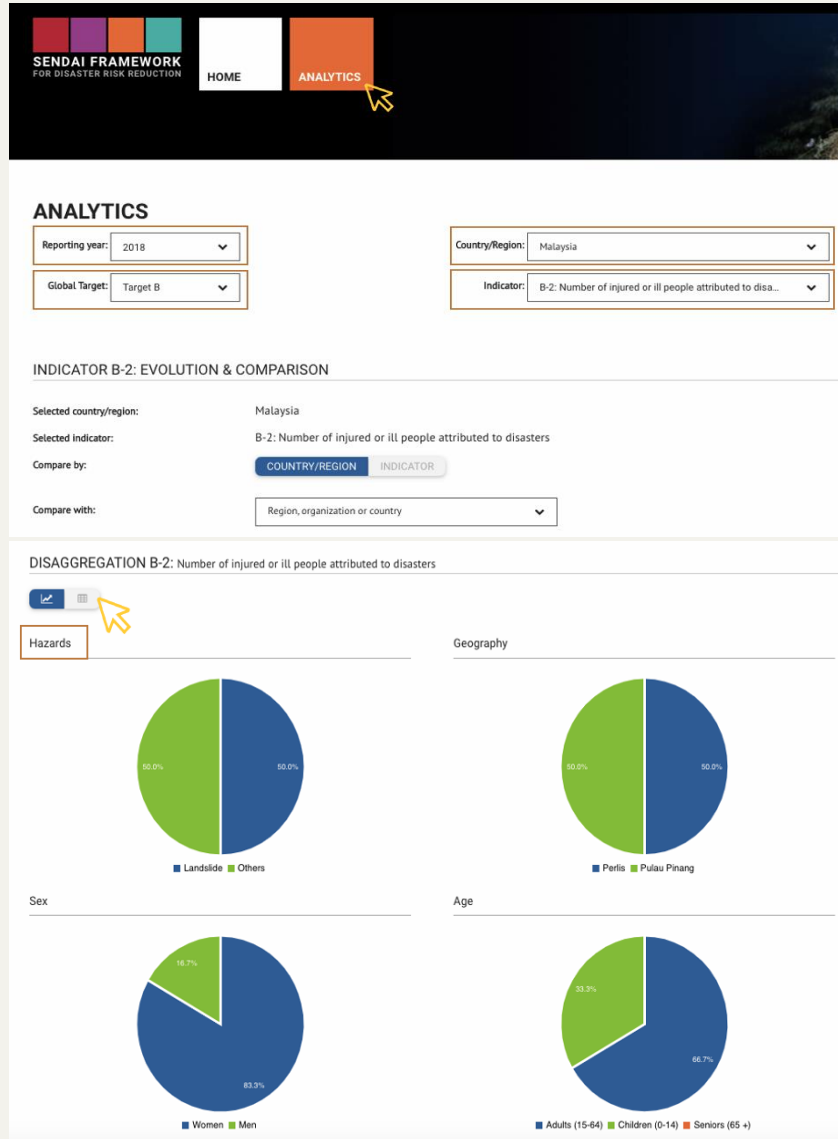 SENDAI FRAMEWORK
FOR DISASTER RISK REDUCTION
HOME
ANALYTICS
ANALYTICS
Reporting year: 2018
Country/Region: Malaysia
Global Target: Target B
Indicator: B-2: Number of injured or ill people attributed to disa...
INDICATOR B-2: EVOLUTION & COMPARISON
Selected country/region: Malaysia
Selected indicator: B-2: Number of injured or ill people attributed to disasters
Compare by: COUNTRY/REGION INDICATOR
Compare with: Region, organization or country
DISAGGREGATION B-2: Number of injured or ill people attributed to disasters
Hazards
50.0% 50.0%
Landslide Others
Geography
50.0% 50.0%
Perlis Pulau Pinang
Sex
16.7%
83.3%
Women Men
Age
33.3%
66.7%
Adults (15-64) Children (0-14) Seniors (65 +)